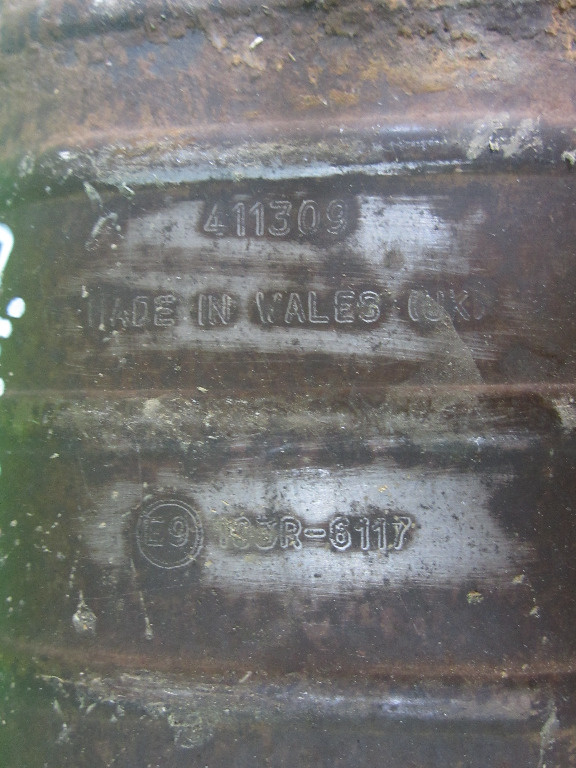 411309
MADE IN WALES (UK)
E9 103R-6117